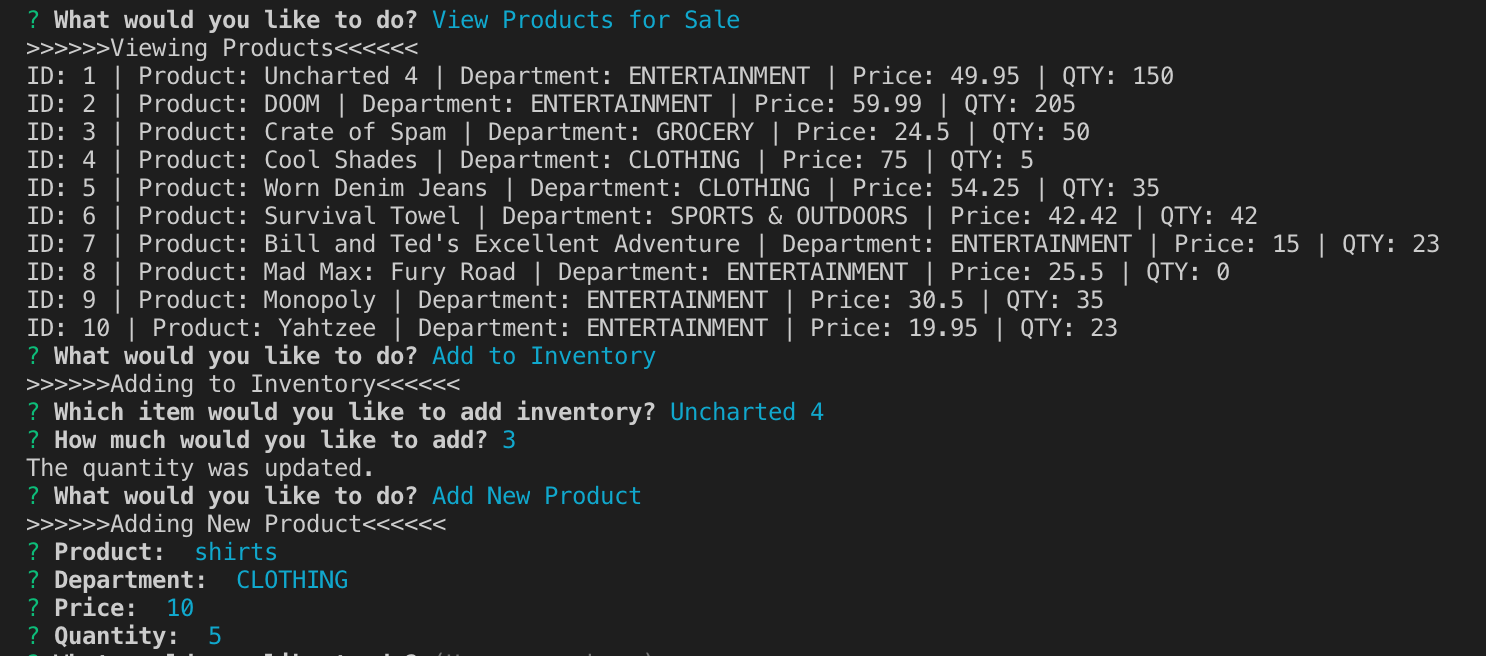 ? What would you like to do? View Products for Sale
>>>>>>Viewing Products<<<<<<
ID: 1 | Product: Uncharted 4 | Department: ENTERTAINMENT | Price: 49.95 | QTY: 150
ID: 2 | Product: DOOM | Department: ENTERTAINMENT | Price: 59.99 | QTY: 205
ID: 3 | Product: Crate of Spam | Department: GROCERY | Price: 24.5 | QTY: 50
ID: 4 | Product: Cool Shades | Department: CLOTHING | Price: 75 | QTY: 5
ID: 5 | Product: Worn Denim Jeans | Department: CLOTHING | Price: 54.25 | QTY: 35
ID: 6 | Product: Survival Towel | Department: SPORTS & OUTDOORS | Price: 42.42 | QTY: 42
ID: 7 | Product: Bill and Ted's Excellent Adventure | Department: ENTERTAINMENT | Price: 15 | QTY: 23
ID: 8 | Product: Mad Max: Fury Road | Department: ENTERTAINMENT | Price: 25.5 | QTY: 0
ID: 9 | Product: Monopoly | Department: ENTERTAINMENT | Price: 30.5 | QTY: 35
ID: 10 | Product: Yahtzee | Department: ENTERTAINMENT | Price: 19.95 | QTY: 23
? What would you like to do? Add to Inventory
>>>>>>Adding to Inventory<<<<<<
? Which item would you like to add inventory? Uncharted 4
? How much would you like to add? 3
The quantity was updated.
? What would you like to do? Add New Product
>>>>>>Adding New Product<<<<<<
? Product:  shirts
? Department:  CLOTHING
? Price:  10
? Quantity:  5